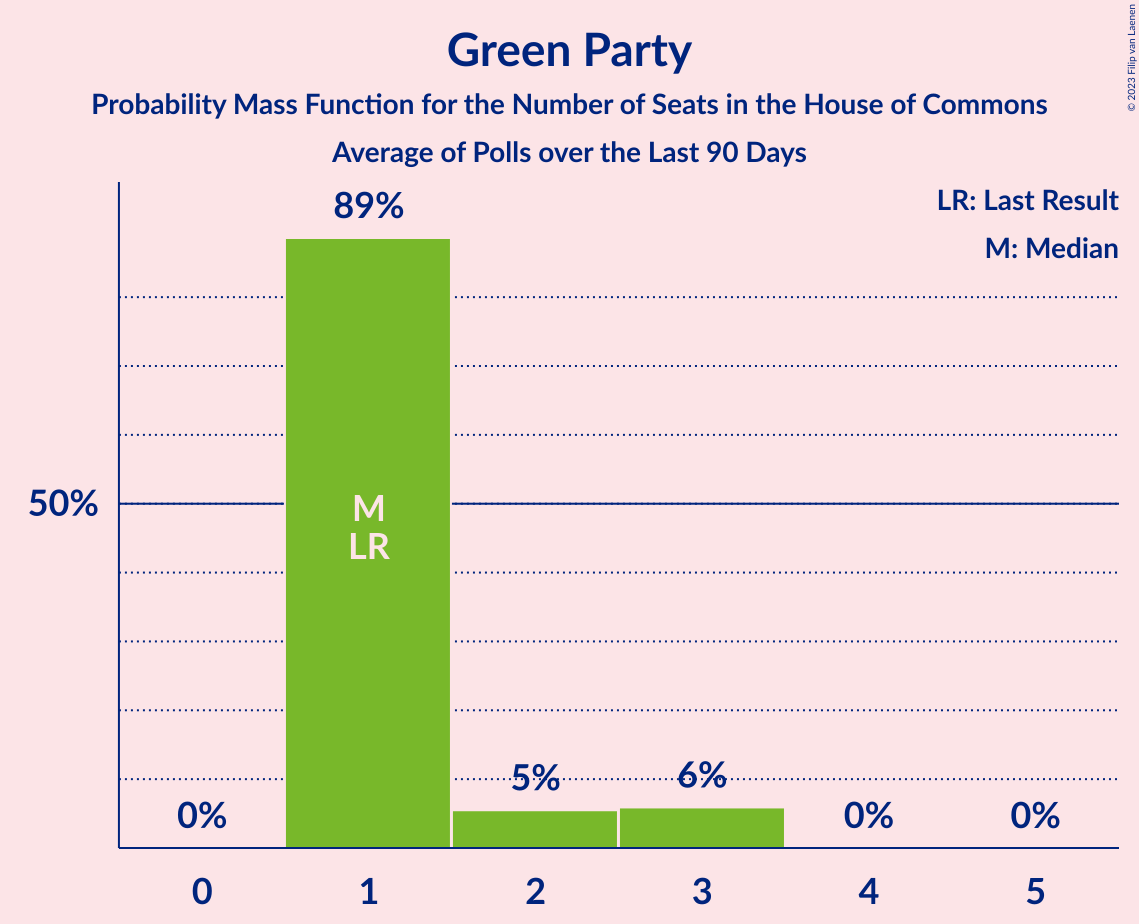 Green Party
Probability Mass Function for the Number of Seats in the House of Commons
Average of Polls over the Last 90 Days
© 2023 Filip van Laenen
LR: Last Result
M: Median
89%
50%
M
LR
0%
5%
6%
0%
0%
0
1
2
3
4
5